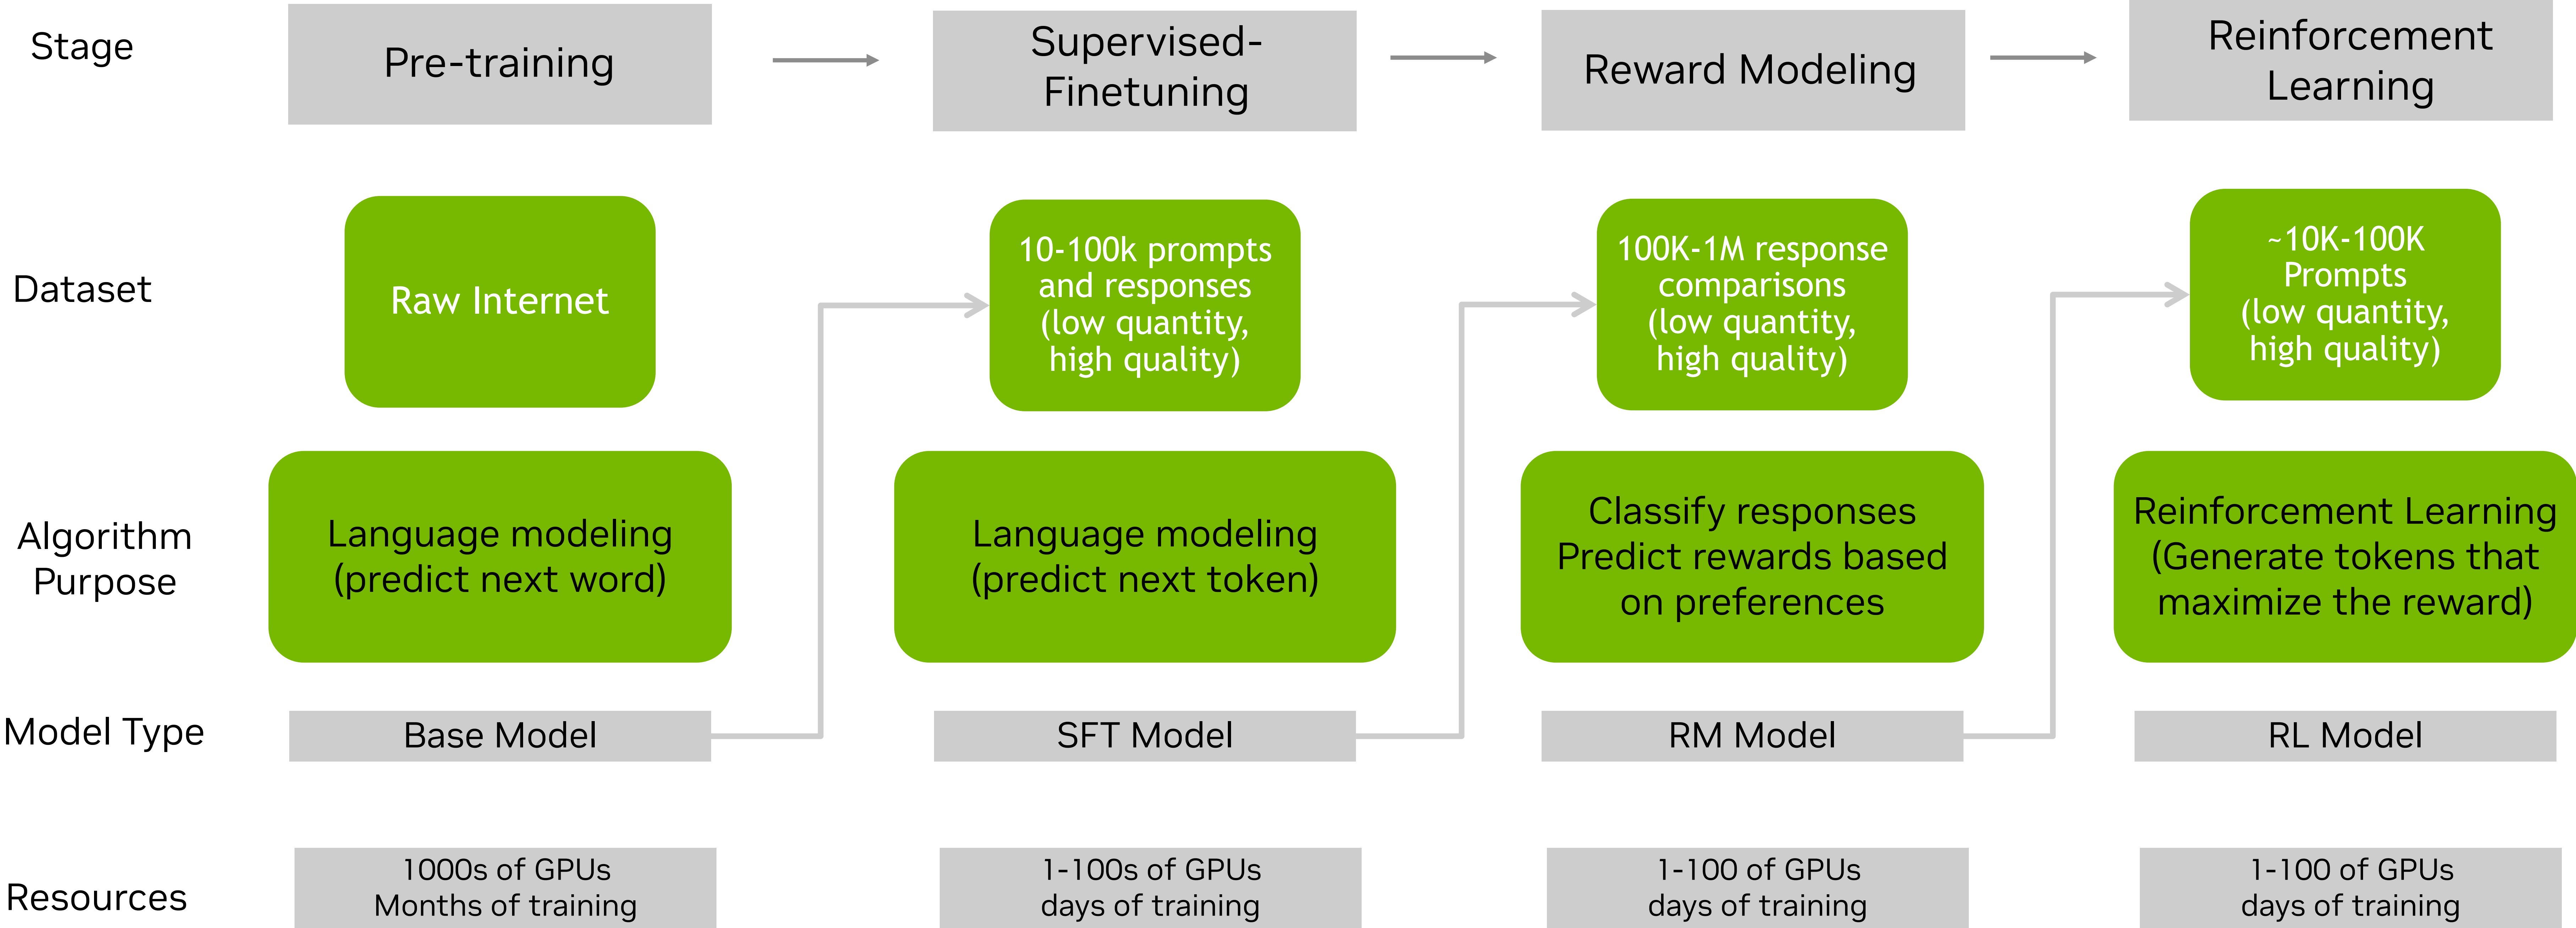 Stage
Pre-training
Supervised-
Finetuning
Reward Modeling
Reinforcement
Learning
Dataset
Raw Internet
10-100k prompts
and responses
(low quantity,
high quality)
100K-1M response
comparisons
(low quantity,
high quality)
~10K-100K
Prompts
(low quantity,
high quality)
Algorithm
Purpose
Language modeling
(predict next word)
Language modeling
(predict next token)
Classify responses
Predict rewards based
on preferences
Reinforcement Learning
(Generate tokens that
maximize the reward)
Model Type
Base Model
SFT Model
RM Model
RL Model
Resources
1000s of GPUs
Months of training
1-100s of GPUs
days of training
1-100 of GPUs
days of training
1-100 of GPUs
days of training